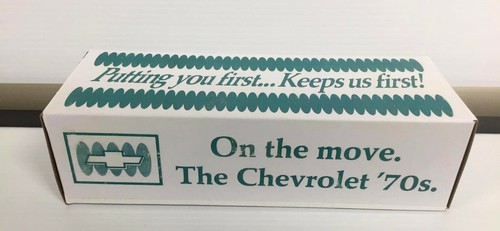 Putting you first... Keeps us first!
On the move.
The Chevrolet '70s.